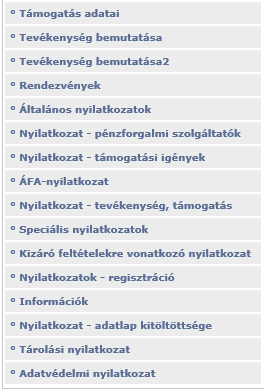 Támogatás adatai
Tevékenység bemutatása
Tevékenység bemutatása2
Rendezvények
Általános nyilatkozatok
Nyilatkozat - pénzforgalmi szolgáltatók
Nyilatkozat - támogatási igények
ÁFA-nyilatkozat
Nyilatkozat - tevékenység, támogatás
Speciális nyilatkozatok
Kizáró feltételekre vonatkozó nyilatkozat
Nyilatkozatok - regisztráció
Információk
Nyilatkozat - adatlap kitöltöttsége
Tárolási nyilatkozat
Adatvédelmi nyilatkozat